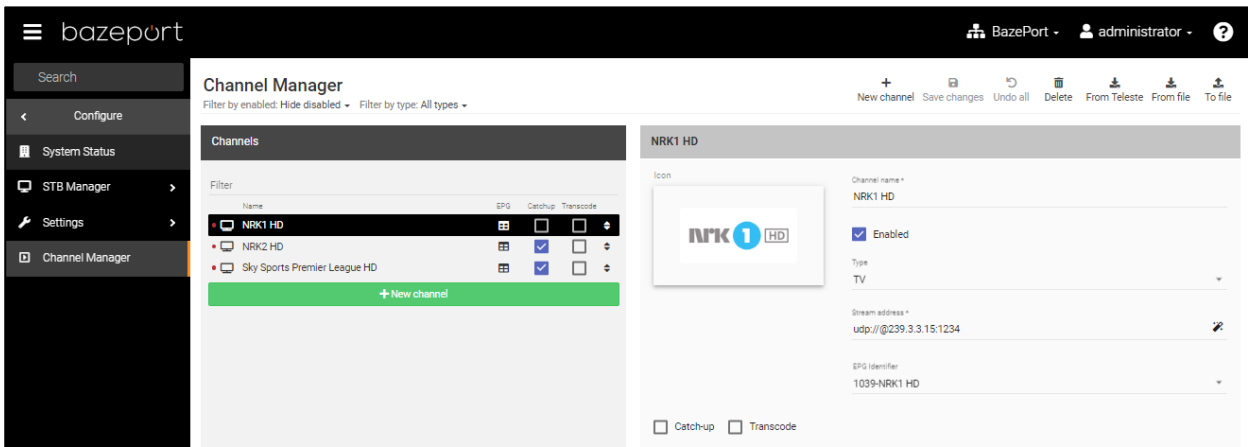 bazeport
BazePort
administrator
?
Search
Configure
System Status
STB Manager
Settings
Channel Manager
Channel Manager
Filter by enabled: Hide disabled Filter by type: All types
New channel Save changes Undo all Delete From Teleste From file To file
Channels
Filter
Name EPG Catchup Transcode
NRK1 HD
NRK2 HD
Sky Sports Premier League HD
+ New channel
NRK1 HD
Icon
NRK 1 HD
Channel name *
NRK1 HD
Enabled
Type
TV
Stream address *
udp://@239.3.3.15:1234
EPG Identifier
1039-NRK1 HD
Catch-up Transcode